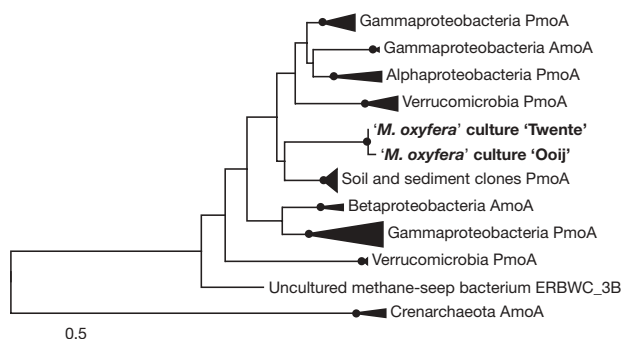 Gammaproteobacteria PmoA
Gammaproteobacteria AmoA
Alphaproteobacteria PmoA
Verrucomicrobia PmoA
‘M. oxyfera’ culture ‘Twente’
‘M. oxyfera’ culture ‘Ooij’
Soil and sediment clones PmoA
Betaproteobacteria AmoA
Gammaproteobacteria PmoA
Verrucomicrobia PmoA
Uncultured methane-seep bacterium ERBWC_3B
Crenarchaeota AmoA
0.5